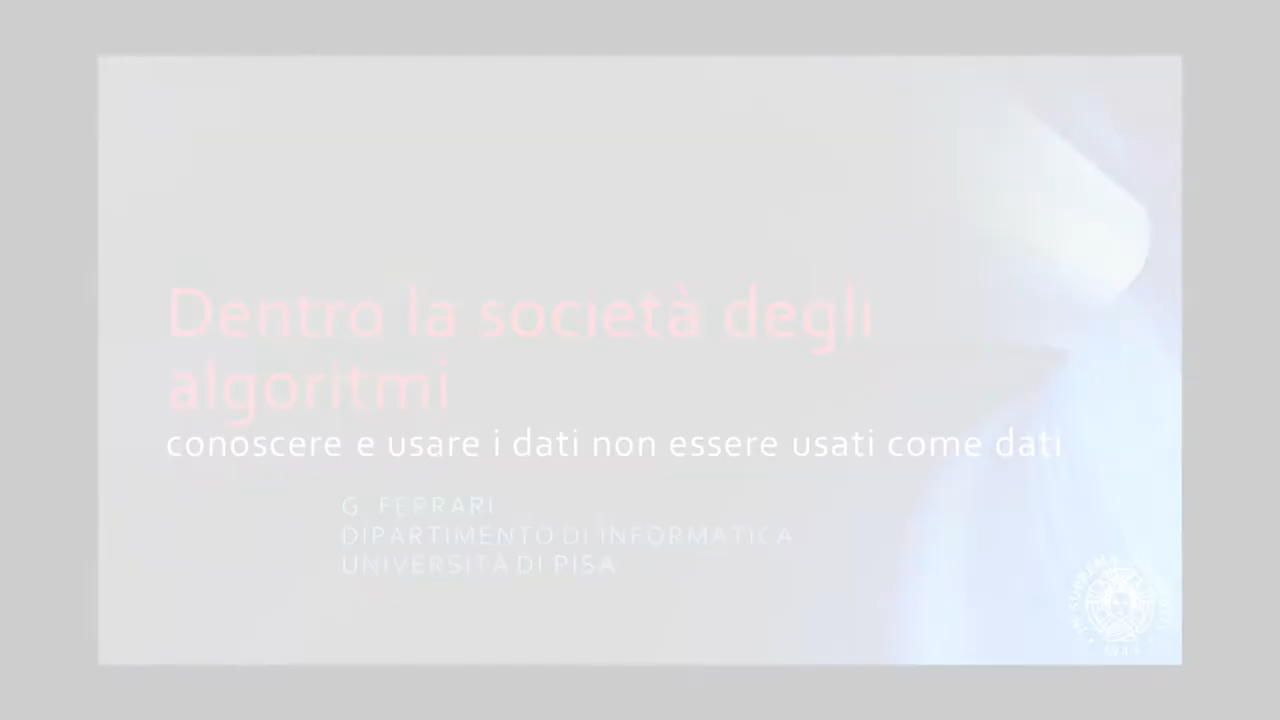 Dentro la società degli
algoritmi
conoscere e usare i dati non essere usati come dati
G. FERRARI
DIPARTIMENTO DI INFORMATICA
UNIVERSITÀ DI PISA